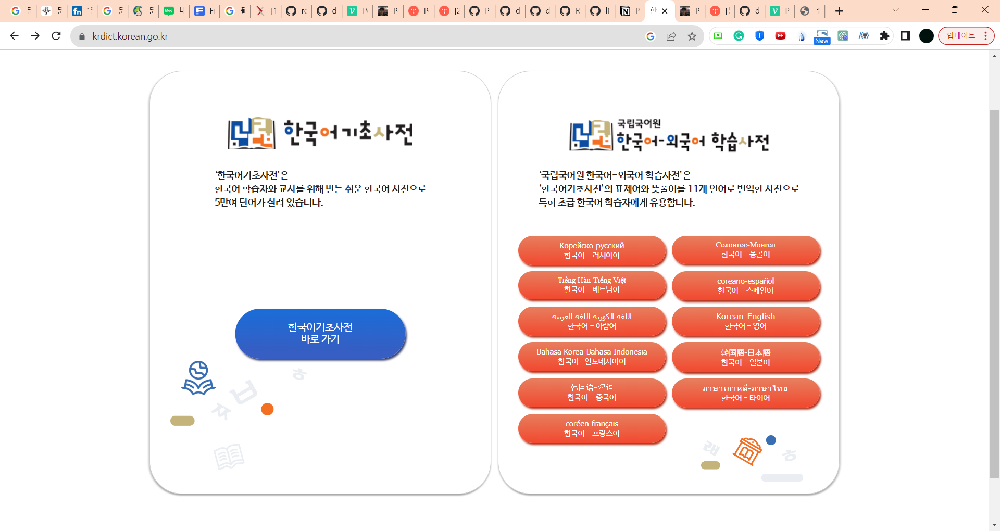 krdict.korean.go.kr
New
업데이트
한국어기초사전
‘한국어기초사전’은
한국어 학습자와 교사를 위해 만든 쉬운 한국어 사전으로
5만여 단어가 실려 있습니다.
한국어기초사전
바로 가기
국립국어원
한국어-외국어 학습사전
‘국립국어원 한국어-외국어 학습사전’은
‘한국어기초사전’의 표제어와 뜻풀이를 11개 언어로 번역한 사전으로
특히 초급 한국어 학습자에게 유용합니다.
Корейско-русский
한국어 - 러시아어
Солонгос-Монгол
한국어 - 몽골어
Tiếng Hàn-Tiếng Việt
한국어 - 베트남어
coreano-español
한국어 - 스페인어
اللغة الكورية-اللغة العربية
한국어 - 아랍어
Korean-English
한국어 - 영어
Bahasa Korea-Bahasa Indonesia
한국어- 인도네시아어
韓国語-日本語
한국어 - 일본어
韩国语-汉语
한국어 - 중국어
ภาษาเกาหลี-ภาษาไทย
한국어 - 타이어
coréen-français
한국어 - 프랑스어